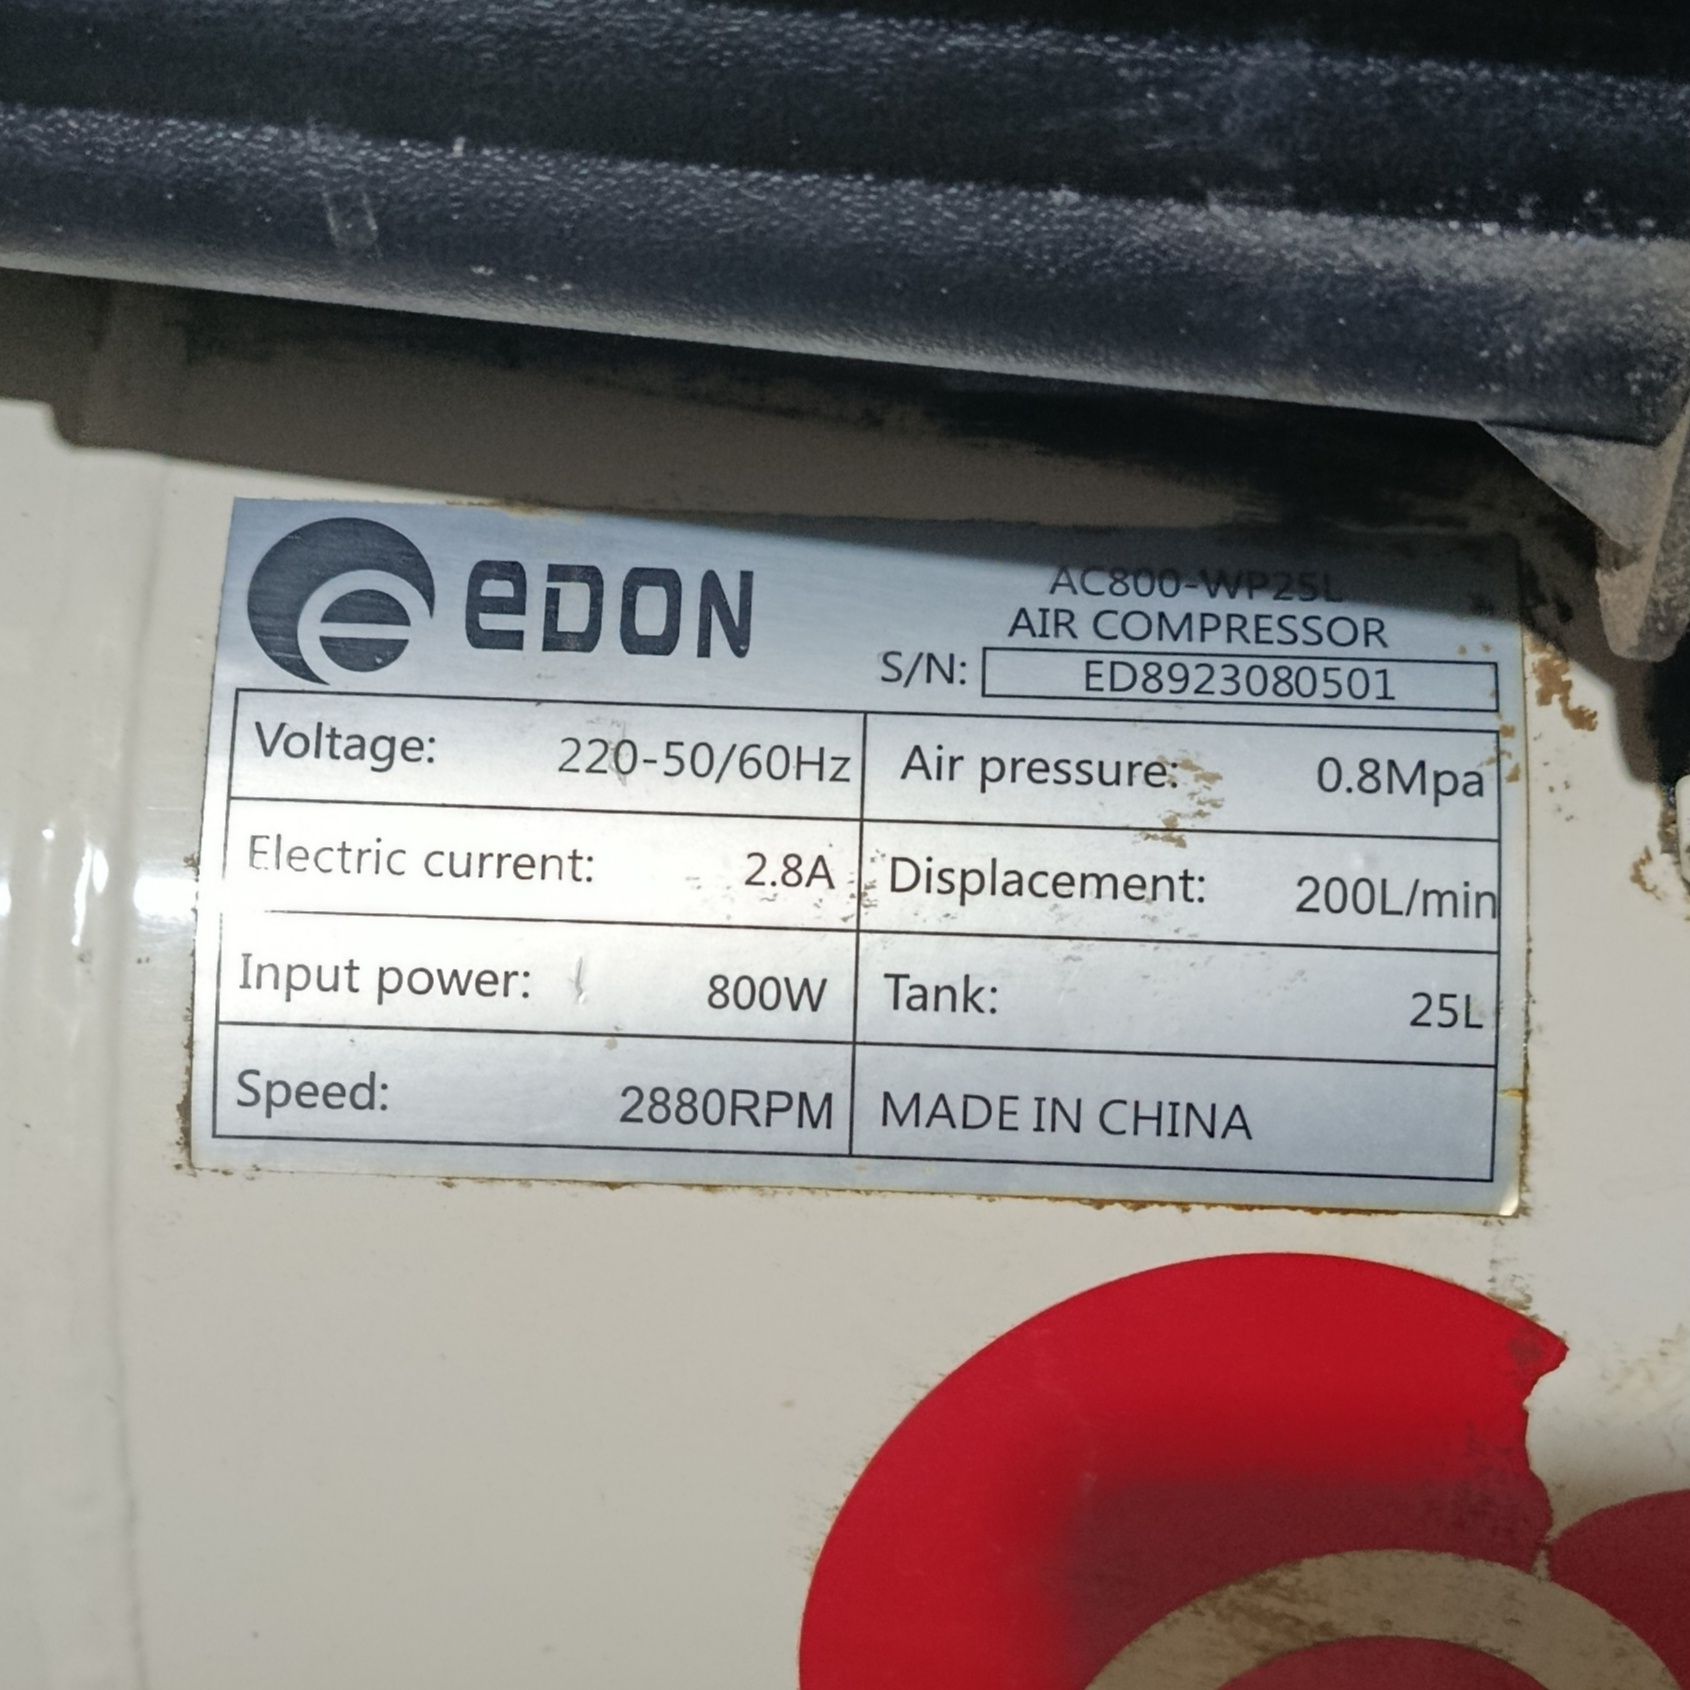 eDON
AC800-WP25L
AIR COMPRESSOR
S/N: ED8923080501
Voltage: 220-50/60Hz Air pressure: 0.8Mpa
Electric current: 2.8A Displacement: 200L/min
Input power: 800W Tank: 25L
Speed: 2880RPM MADE IN CHINA